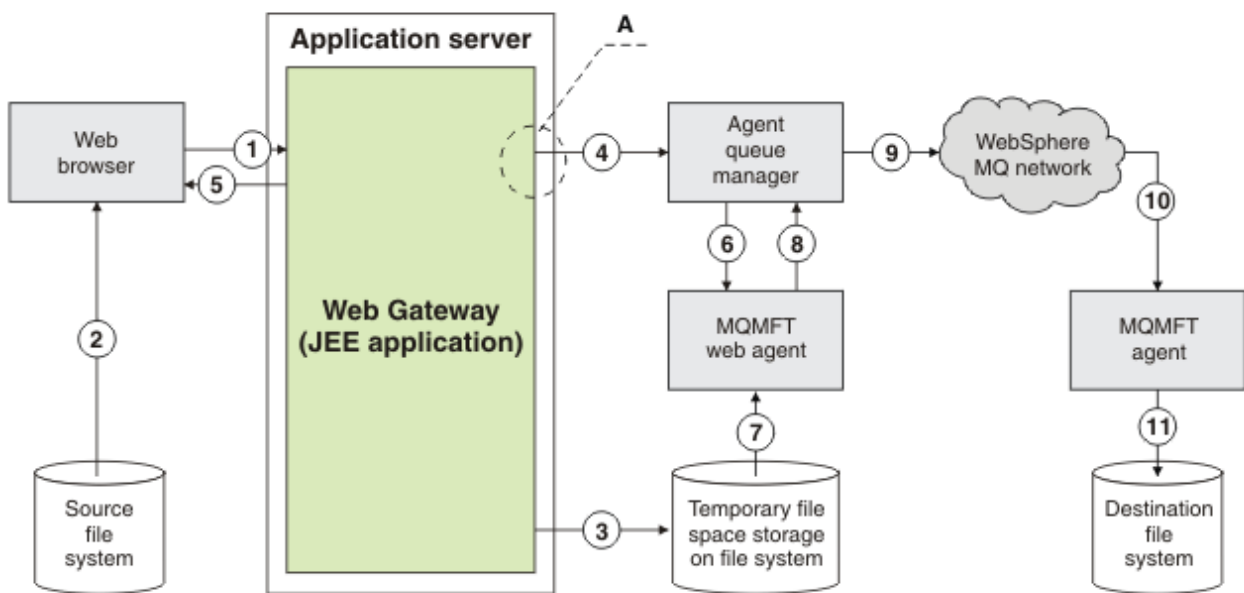 Application server
A
Web
browser
1
5
4
Agent
queue
manager
9
WebSphere
MQ network
10
6
8
2
Web Gateway
(JEE application)
MQMFT
web agent
MQMFT
agent
7
11
Source
file
system
3
Temporary file
space storage
on file system
Destination
file
system